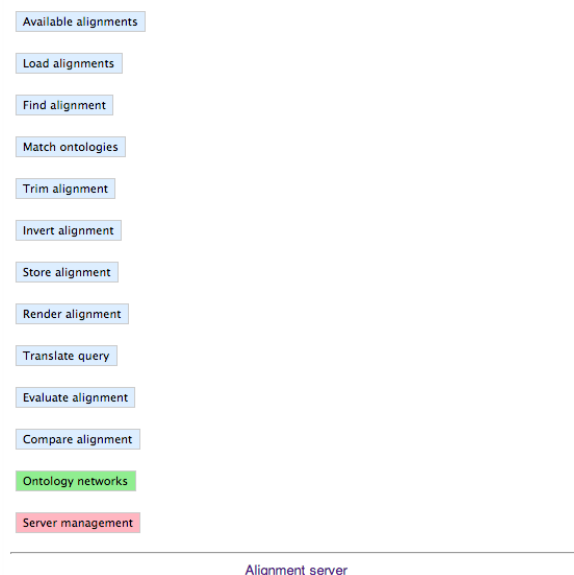 Available alignments
Load alignments
Find alignment
Match ontologies
Trim alignment
Invert alignment
Store alignment
Render alignment
Translate query
Evaluate alignment
Compare alignment
Ontology networks
Server management
Alignment server